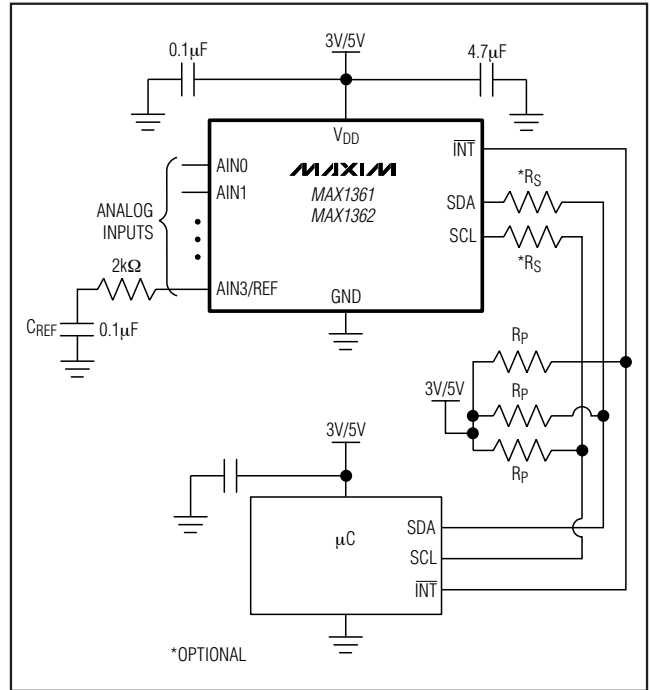 3V/5V
0.1μF
4.7μF
VDD
INT
AIN0
MAXIM
AIN1
MAX1361
MAX1362
*RS
SDA
SCL
*RS
ANALOG
INPUTS
2kΩ
AIN3/REF
GND
CREF
0.1μF
RP
3V/5V
RP
RP
3V/5V
μC
SDA
SCL
INT
*OPTIONAL